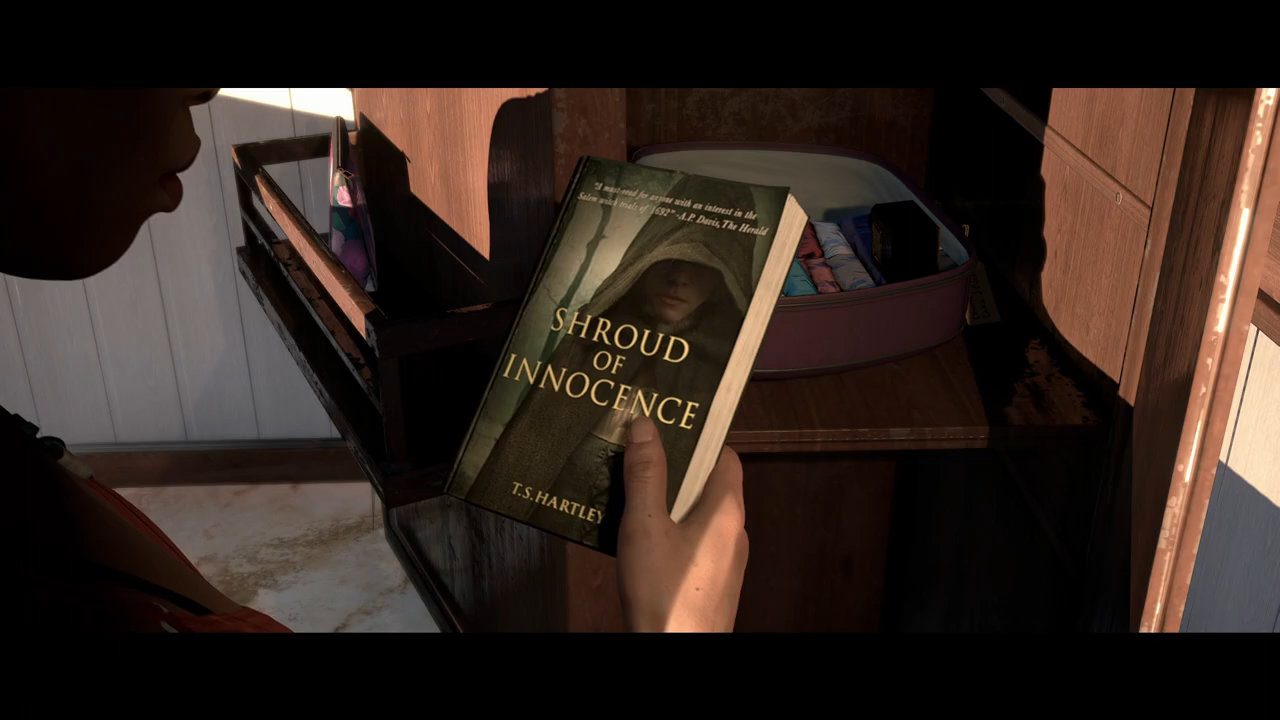 "A must-read for anyone with an interest in the
Salem witch trials of 1692" -A.P. Davis, The Herald
SHROUD
OF
INNOCENCE
T.S.HARTLEY